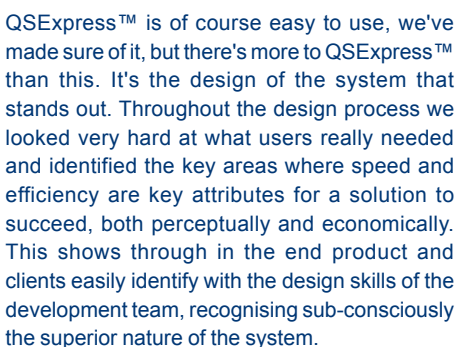 QSExpress™ is of course easy to use, we've
made sure of it, but there's more to QSExpress™
than this. It's the design of the system that
stands out. Throughout the design process we
looked very hard at what users really needed
and identified the key areas where speed and
efficiency are key attributes for a solution to
succeed, both perceptually and economically.
This shows through in the end product and
clients easily identify with the design skills of the
development team, recognising sub-consciously
the superior nature of the system.